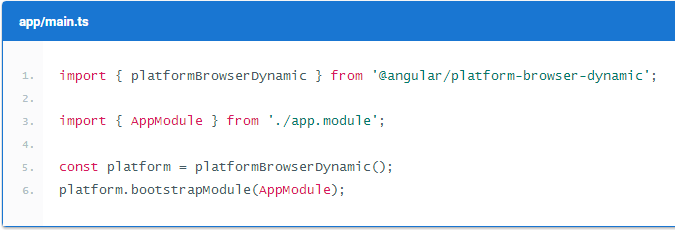 app/main.ts
1. import { platformBrowserDynamic } from '@angular/platform-browser-dynamic';
2.
3. import { AppModule } from './app.module';
4.
5. const platform = platformBrowserDynamic();
6. platform.bootstrapModule(AppModule);